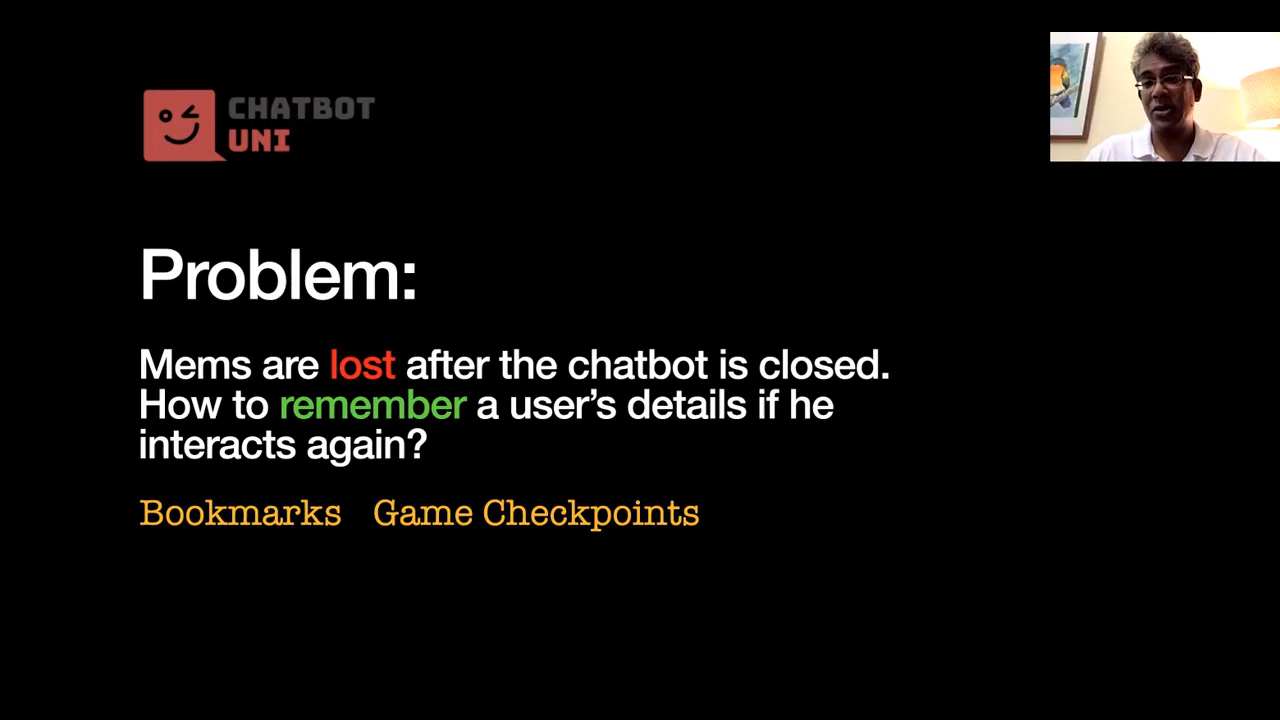 CHATBOT
UNI
Problem:
Mems are lost after the chatbot is closed.
How to remember a user’s details if he
interacts again?
Bookmarks Game Checkpoints